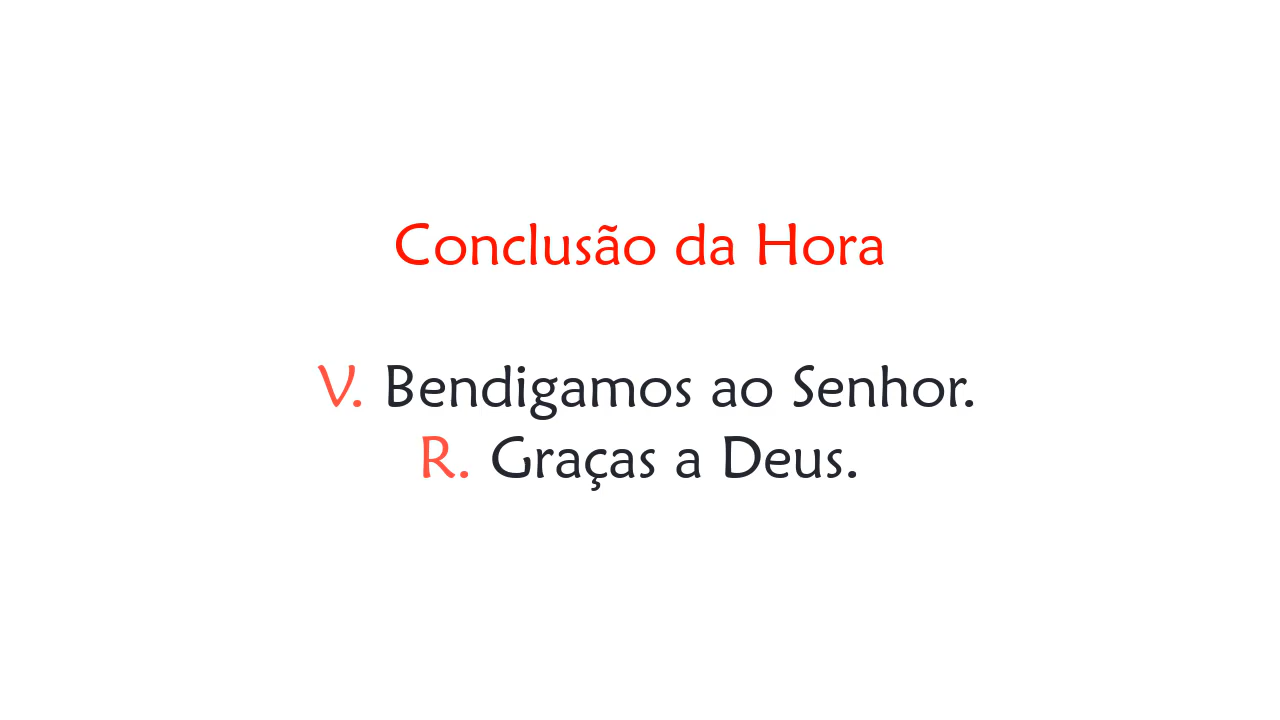 Conclusão da Hora
V. Bendigamos ao Senhor.
R. Graças a Deus.